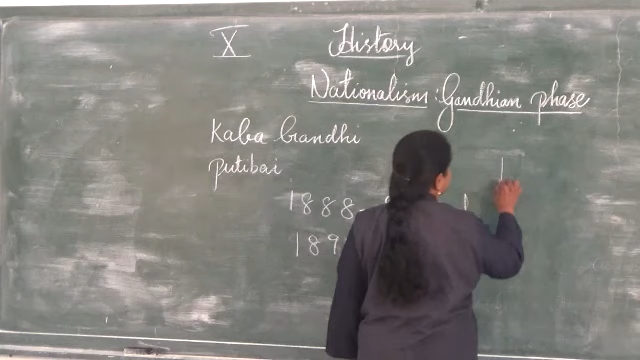 X History
Nationalism : Gandhian phase
Kaba Gandhi
putibai
1888-
189